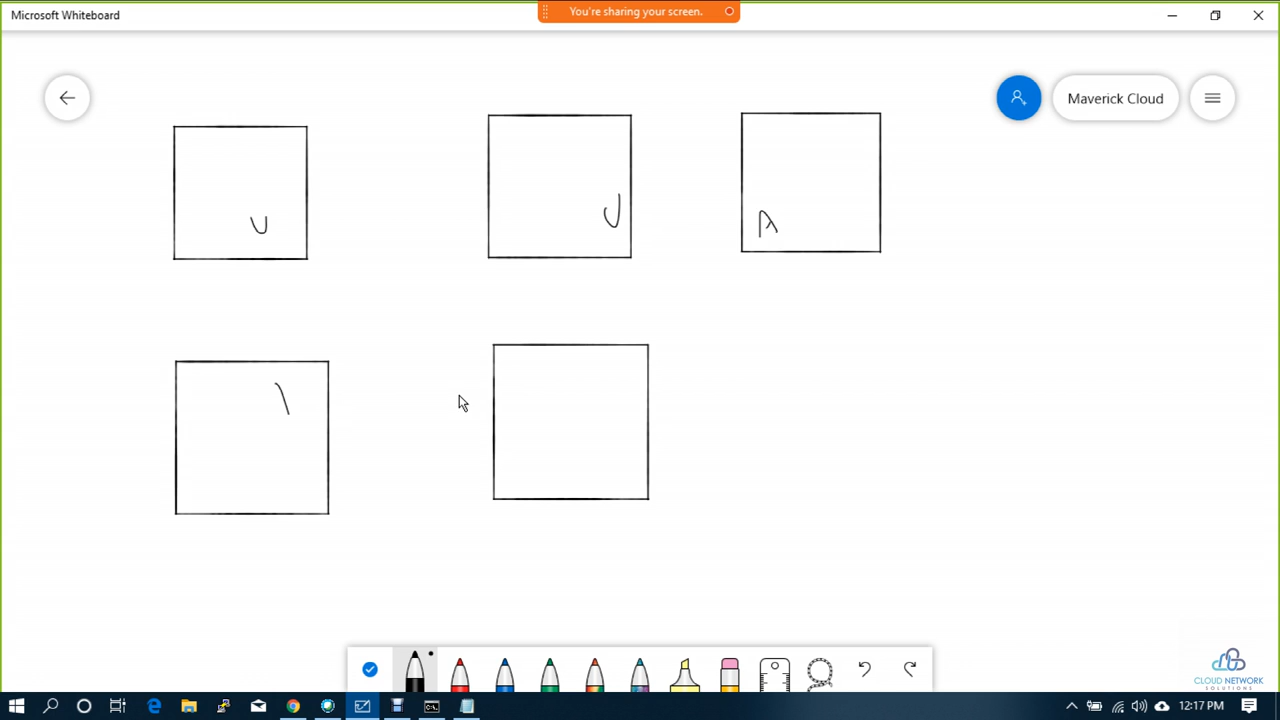 Microsoft Whiteboard
You're sharing your screen.
Maverick Cloud
U
U
A
\
CLOUD NETWORK
SOLUTIONS
12:17 PM